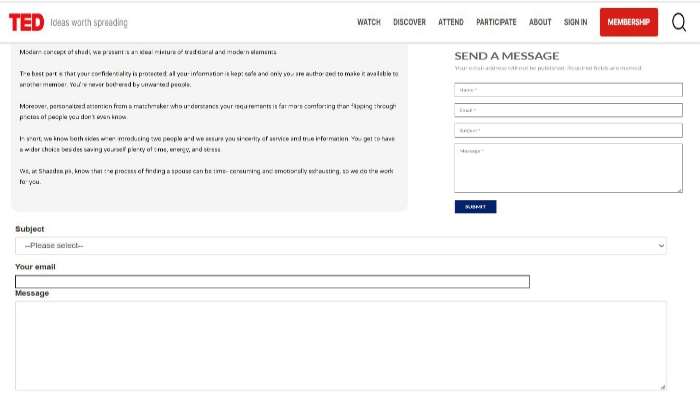 TED Ideas worth spreading
WATCH DISCOVER ATTEND PARTICIPATE ABOUT SIGN IN MEMBERSHIP
Modern concept of shadi, we present is an ideal mixture of traditional and modern elements.
The best part is that your confidentiality is protected; all your information is kept safe and only you are authorized to make it available to
another member. You're never bothered by unwanted people.
Moreover, personalized attention from a matchmaker who understands your requirements is far more comforting than flipping through
photos of people you don't even know.
In short, we know both sides when introducing two people and we assure you sincerity of service and true information. You get to have
a wider choice besides saving yourself plenty of time, energy, and stress.
We, at Shaadee.pk, know that the process of finding a spouse can be time- consuming and emotionally exhausting, so we do the work
for you.
SEND A MESSAGE
Your email address will not be published. Required fields are marked.
Name *
Email *
Subject *
Message *
SUBMIT
Subject
--Please select--
Your email
Message